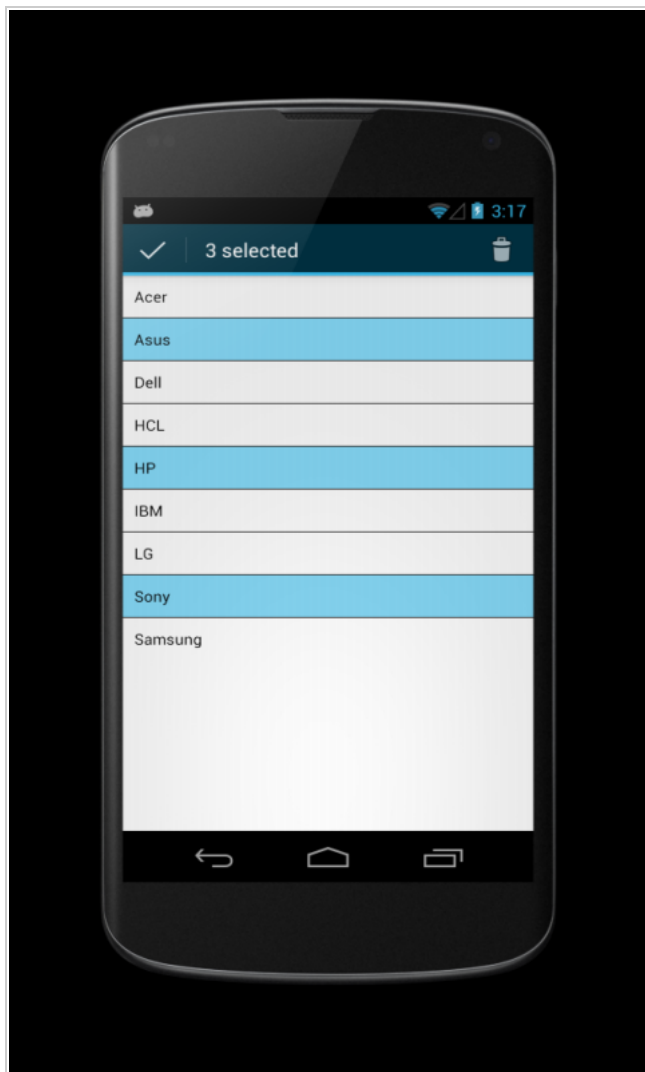 3:17
3 selected
Acer
Asus
Dell
HCL
HP
IBM
LG
Sony
Samsung